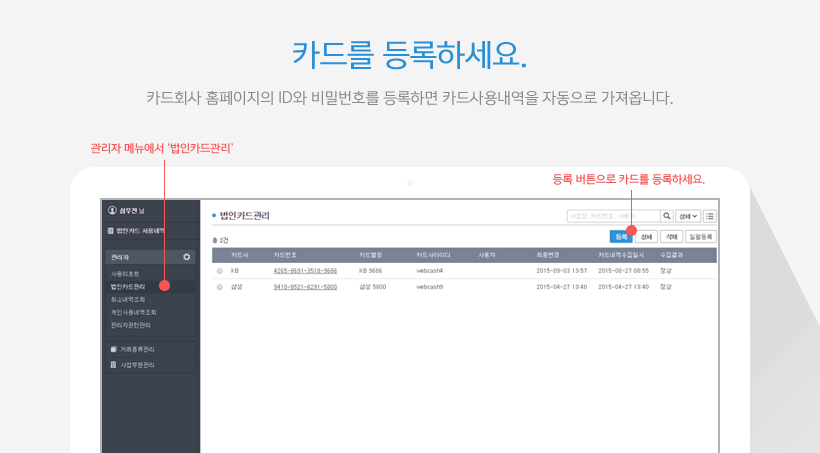 카드를 등록하세요.
카드회사 홈페이지의 ID와 비밀번호를 등록하면 카드사용내역을 자동으로 가져옵니다.
관리자 메뉴에서 '법인카드관리'
등록 버튼으로 카드를 등록하세요.
심우전 님
법인카드 사용내역
관리자
사용리포트
법인카드관리
취소내역조회
개인사용내역조회
관리자권한관리
거래종류관리
사업부문관리
법인카드관리
사업장, 카드번호, 사용자
상세
총 2건
등록 상세 삭제 일괄등록
카드사 카드번호 카드별칭 카드사아이디 사용자 최종변경 카드내역수집일시 수집결과
KB 4265-8691-3518-9686 KB 9686 webcash4 2015-09-03 13:57 2015-08-27 08:55 정상
삼성 9410-8521-6291-5800 삼성 5800 webcash9 2015-04-27 13:40 2015-04-27 13:40 정상